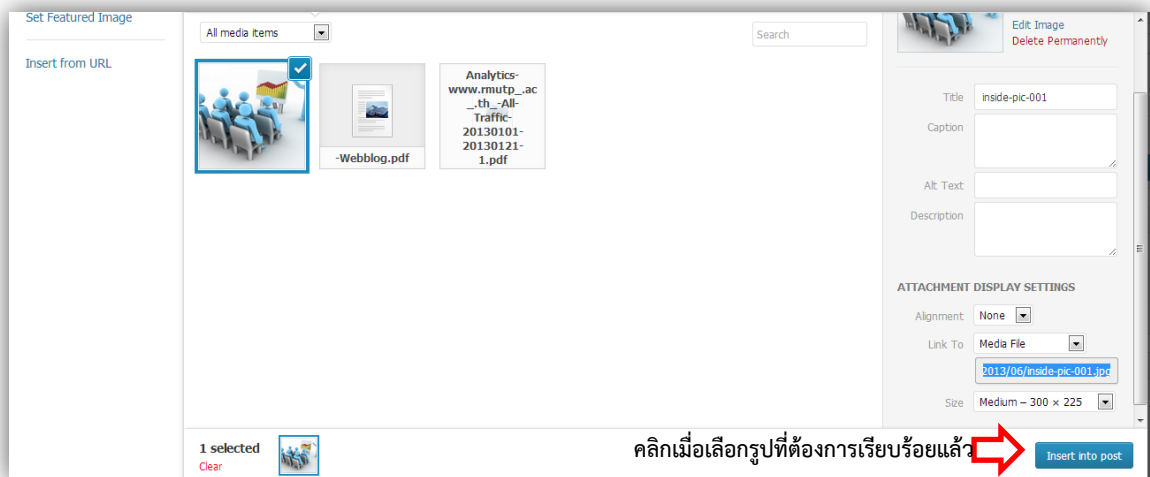 Set Featured Image
Insert from URL
All media items
Search
-Webblog.pdf
Analytics-
www.rmutp_.ac
_.th_-All-
Traffic-
20130101-
20130121-
1.pdf
Edit Image
Delete Permanently
Title inside-pic-001
Caption
Alt Text
Description
ATTACHMENT DISPLAY SETTINGS
Alignment None
Link To Media File
2013/06/inside-pic-001.jpg
Size Medium – 300 × 225
1 selected
Clear
คลิกเมื่อเลือกรูปที่ต้องการเรียบร้อยแล้ว
Insert into post